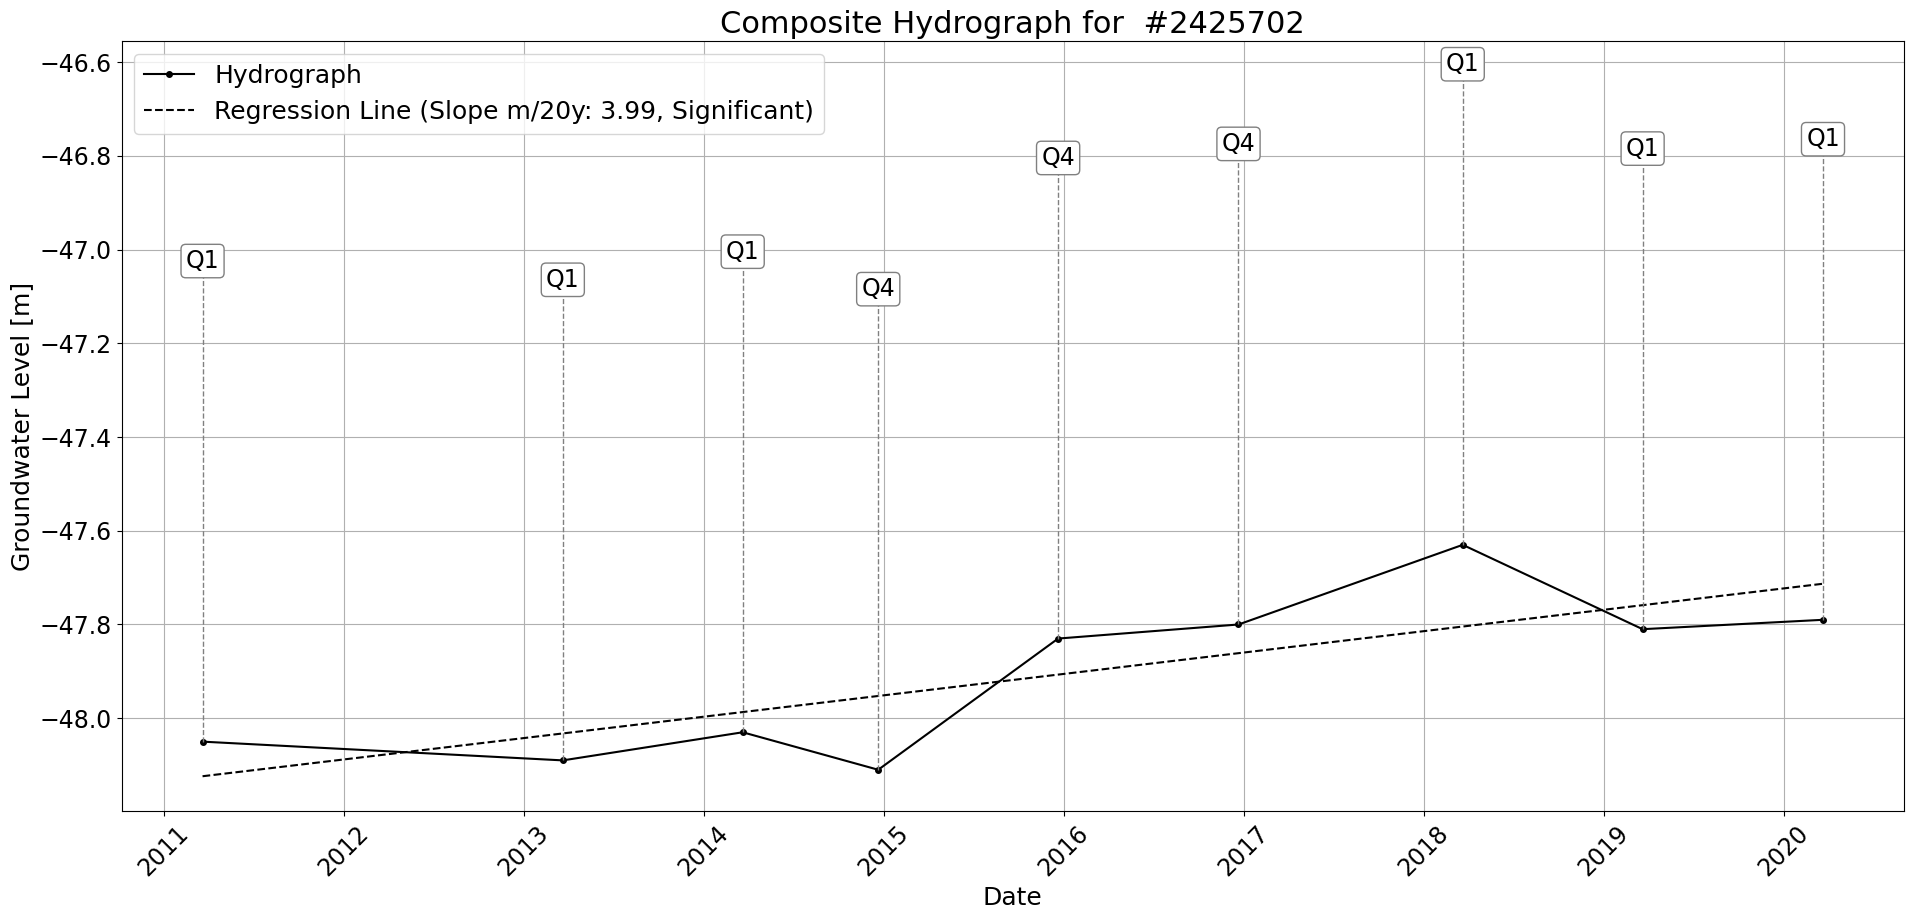 Composite Hydrograph for  #2425702
Hydrograph
Regression Line (Slope m/20y: 3.99, Significant)
Q1
Q1
Q1
Q4
Q4
Q4
Q1
Q1
Q1
Groundwater Level [m]
−46.6
−46.8
−47.0
−47.2
−47.4
−47.6
−47.8
−48.0
2011
2012
2013
2014
2015
2016
2017
2018
2019
2020
Date